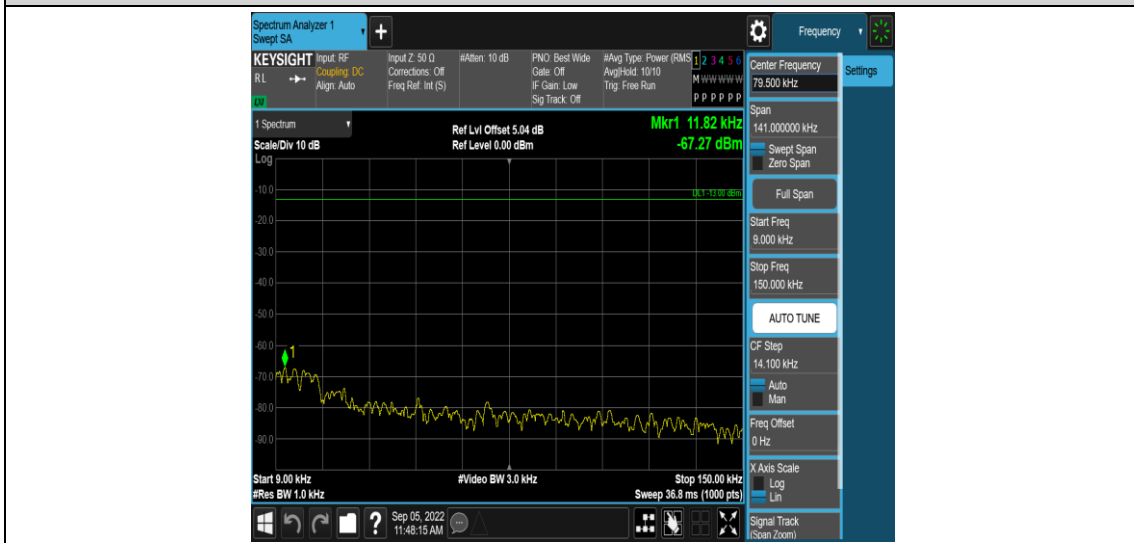 Spectrum Analyzer 1
Swept SA
+
Frequency
KEYSIGHT
RL
LXI
Input: RF
Coupling: DC
Align: Auto
Input Z: 50 Ω
Corrections: Off
Freq Ref: Int (S)
#Atten: 10 dB
PNO: Best Wide
Gate: Off
IF Gain: Low
Sig Track: Off
#Avg Type: Power (RMS
Avg|Hold: 10/10
Trig: Free Run
1 2 3 4 5 6
M W W W W W
P P P P P P
Center Frequency
79.500 kHz
Settings
Span
141.000000 kHz
Swept Span
Zero Span
Full Span
Start Freq
9.000 kHz
Stop Freq
150.000 kHz
AUTO TUNE
CF Step
14.100 kHz
Auto
Man
Freq Offset
0 Hz
X Axis Scale
Log
Lin
Signal Track
(Span Zoom)
1 Spectrum
Scale/Div 10 dB
Log
Ref Lvl Offset 5.04 dB
Ref Level 0.00 dBm
Mkr1 11.82 kHz
-67.27 dBm
DL1 -13.00 dBm
-10.0
-20.0
-30.0
-40.0
-50.0
-60.0
1
-70.0
-80.0
-90.0
Start 9.00 kHz
#Video BW 3.0 kHz
Stop 150.00 kHz
#Res BW 1.0 kHz
Sweep 36.8 ms (1000 pts)
?
Sep 05, 2022
11:48:15 AM